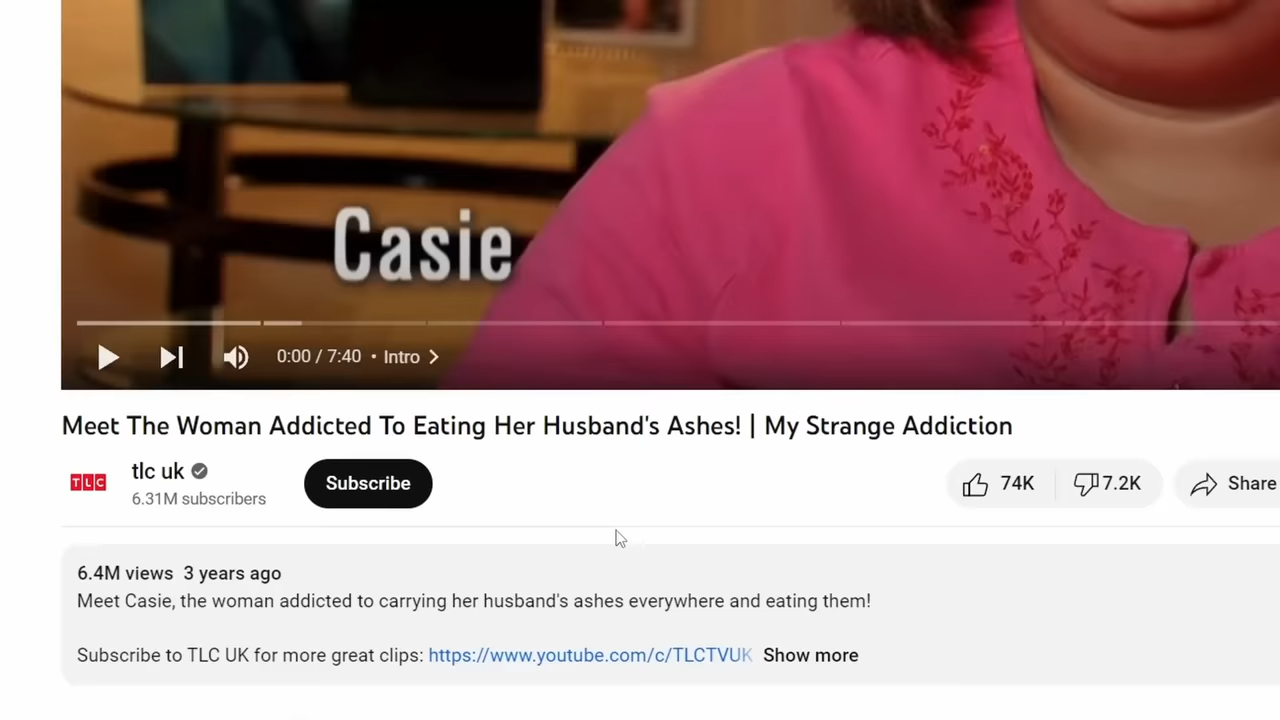 Casie
0:00 / 7:40 • Intro
Meet The Woman Addicted To Eating Her Husband's Ashes! | My Strange Addiction
TLC
tlc uk
6.31M subscribers
Subscribe
74K
7.2K
Share
6.4M views 3 years ago
Meet Casie, the woman addicted to carrying her husband's ashes everywhere and eating them!
Subscribe to TLC UK for more great clips: https://www.youtube.com/c/TLCTVUK Show more